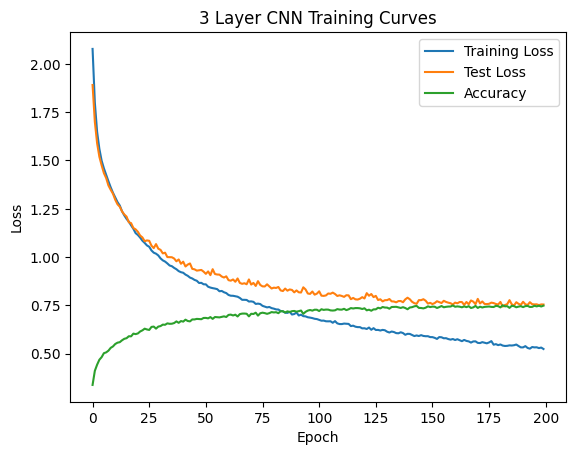 3 Layer CNN Training Curves
Training Loss
Test Loss
Accuracy
Loss
2.00
1.75
1.50
1.25
1.00
0.75
0.50
0 25 50 75 100 125 150 175 200
Epoch